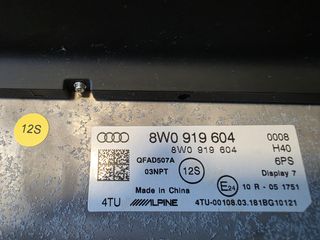 12S
8W0 919 604 0008
8W0 919 604 H40
QFAD507A 6PS
03NPT 12S Display 7
Made in China E24 10 R - 05 1751
4TU ALPINE 4TU-00108.03.181BG10121